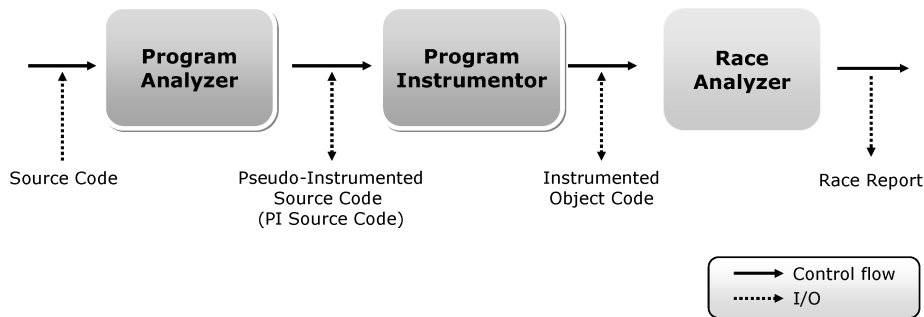 Program
Analyzer
Program
Instrumentor
Race
Analyzer
Source Code
Pseudo-Instrumented
Source Code
(PI Source Code)
Instrumented
Object Code
Race Report
Control flow
I/O